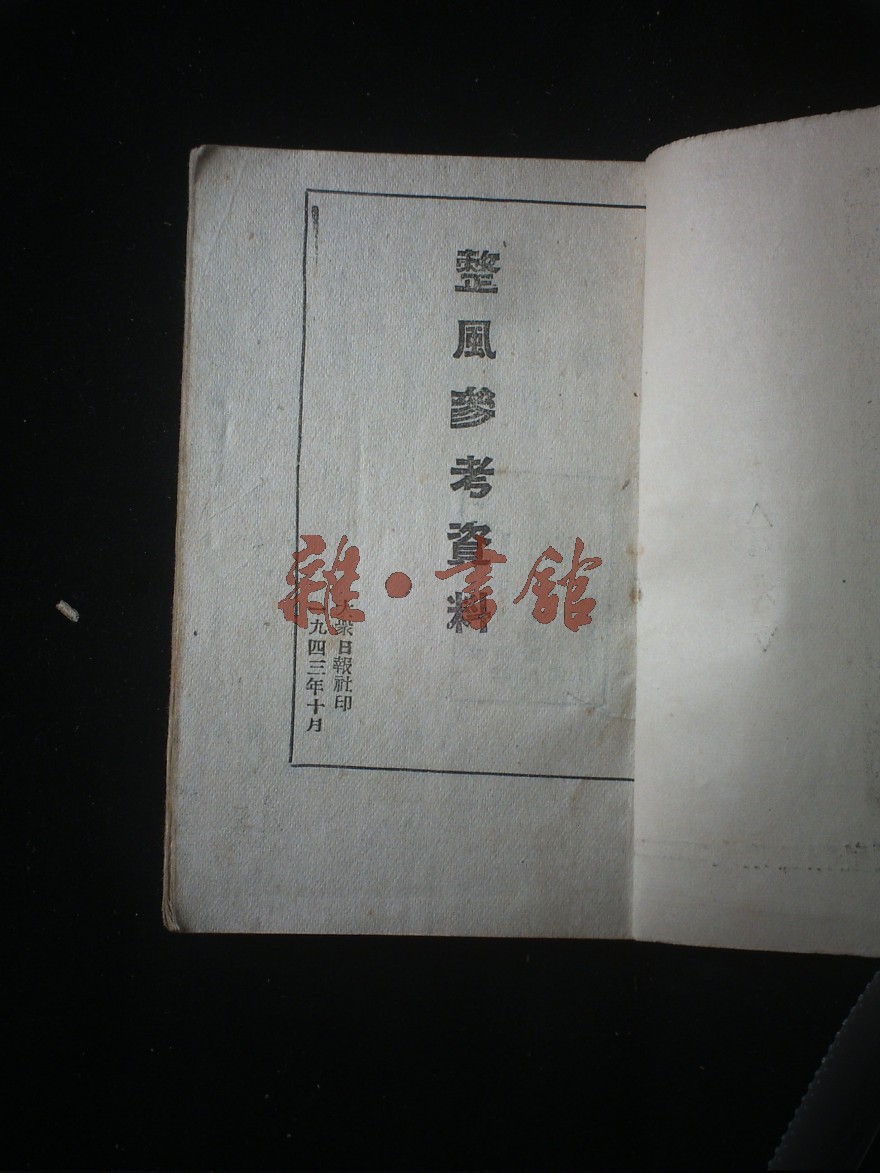 整風參考資料
大衆日報社印
一九四三年十月
雜·書館